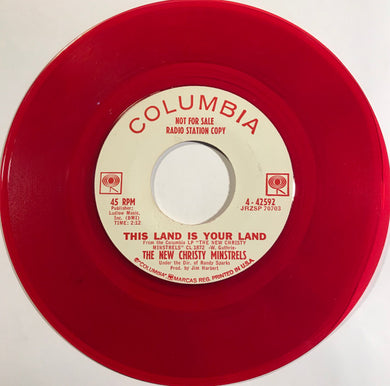 COLUMBIA
NOT FOR SALE
RADIO STATION COPY
45 RPM
Publisher:
Ludlow Music,
Inc. (BMI)
TIME: 2:12
4-42592
JRZSP 70703
THIS LAND IS YOUR LAND
From the Columbia LP "THE NEW CHRISTY
MINSTRELS" CL 1872 -W. Guthrie-
THE NEW CHRISTY MINSTRELS
Under the Dir. of Randy Sparks
Prod. by Jim Harbert
®"COLUMBIA", MARCAS REG. PRINTED IN U.S.A.